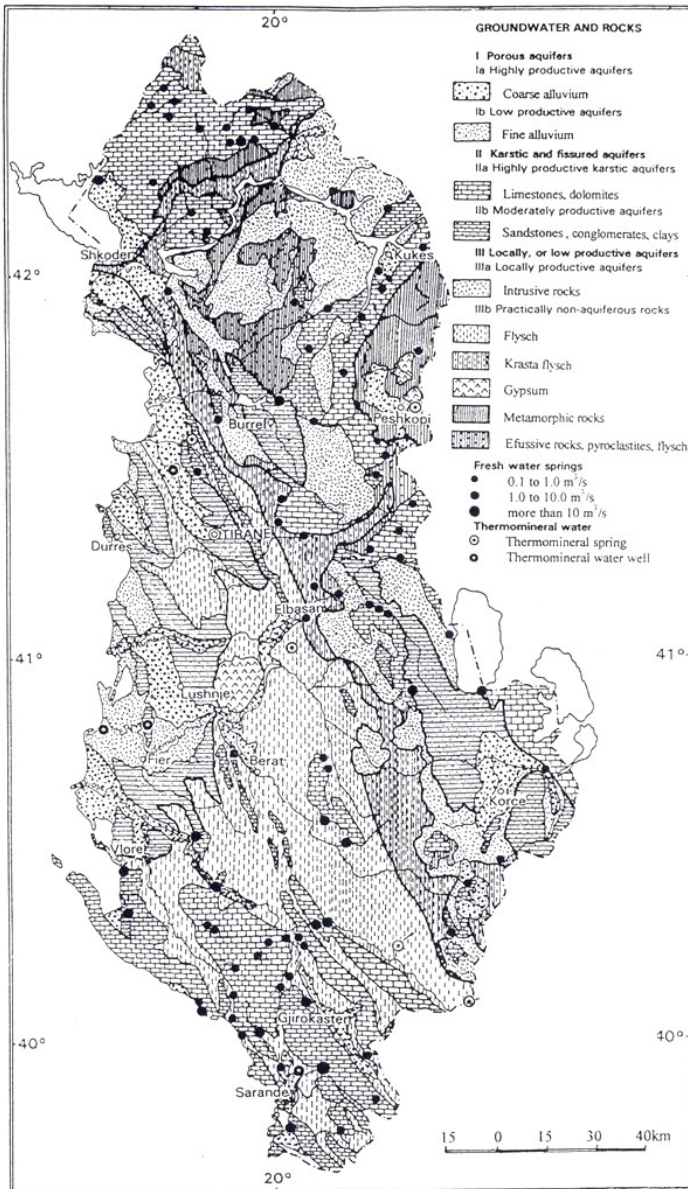 20°
GROUNDWATER AND ROCKS
I Porous aquifers
Ia Highly productive aquifers
Coarse alluvium
Ib Low productive aquifers
Fine alluvium
II Karstic and fissured aquifers
IIa Highly productive karstic aquifers
Limestones, dolomites
IIb Moderately productive aquifers
Sandstones, conglomerates, clays
III Locally, or low productive aquifers
IIIa Locally productive aquifers
Intrusive rocks
IIIb Practically non-aquiferous rocks
Flysch
Krasta flysch
Gypsum
Metamorphic rocks
Efussive rocks, pyroclastites, flysch
Fresh water springs
0.1 to 1.0 m³/s
1.0 to 10.0 m³/s
more than 10 m³/s
Thermomineral water
Thermomineral spring
Thermomineral water well
Shkoder
Kukes
42°
Burrel
Peshkopi
TIRANE
Durres
Elbasan
41°
41°
Lushnje
Fier
Berat
Korce
Vlore
Gjirokaster
40°
40°
Sarande
15 0 15 30 40km
20°